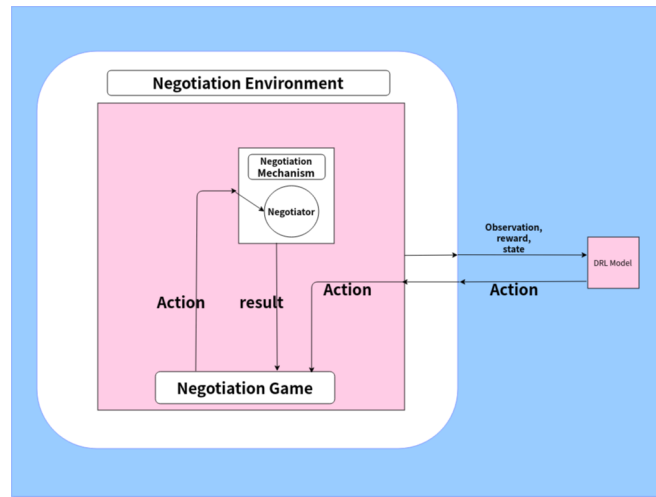 Negotiation Environment
Negotiation
Mechanism
Negotiator
Observation,
reward,
state
DRL Model
Action
result
Action
Action
Negotiation Game